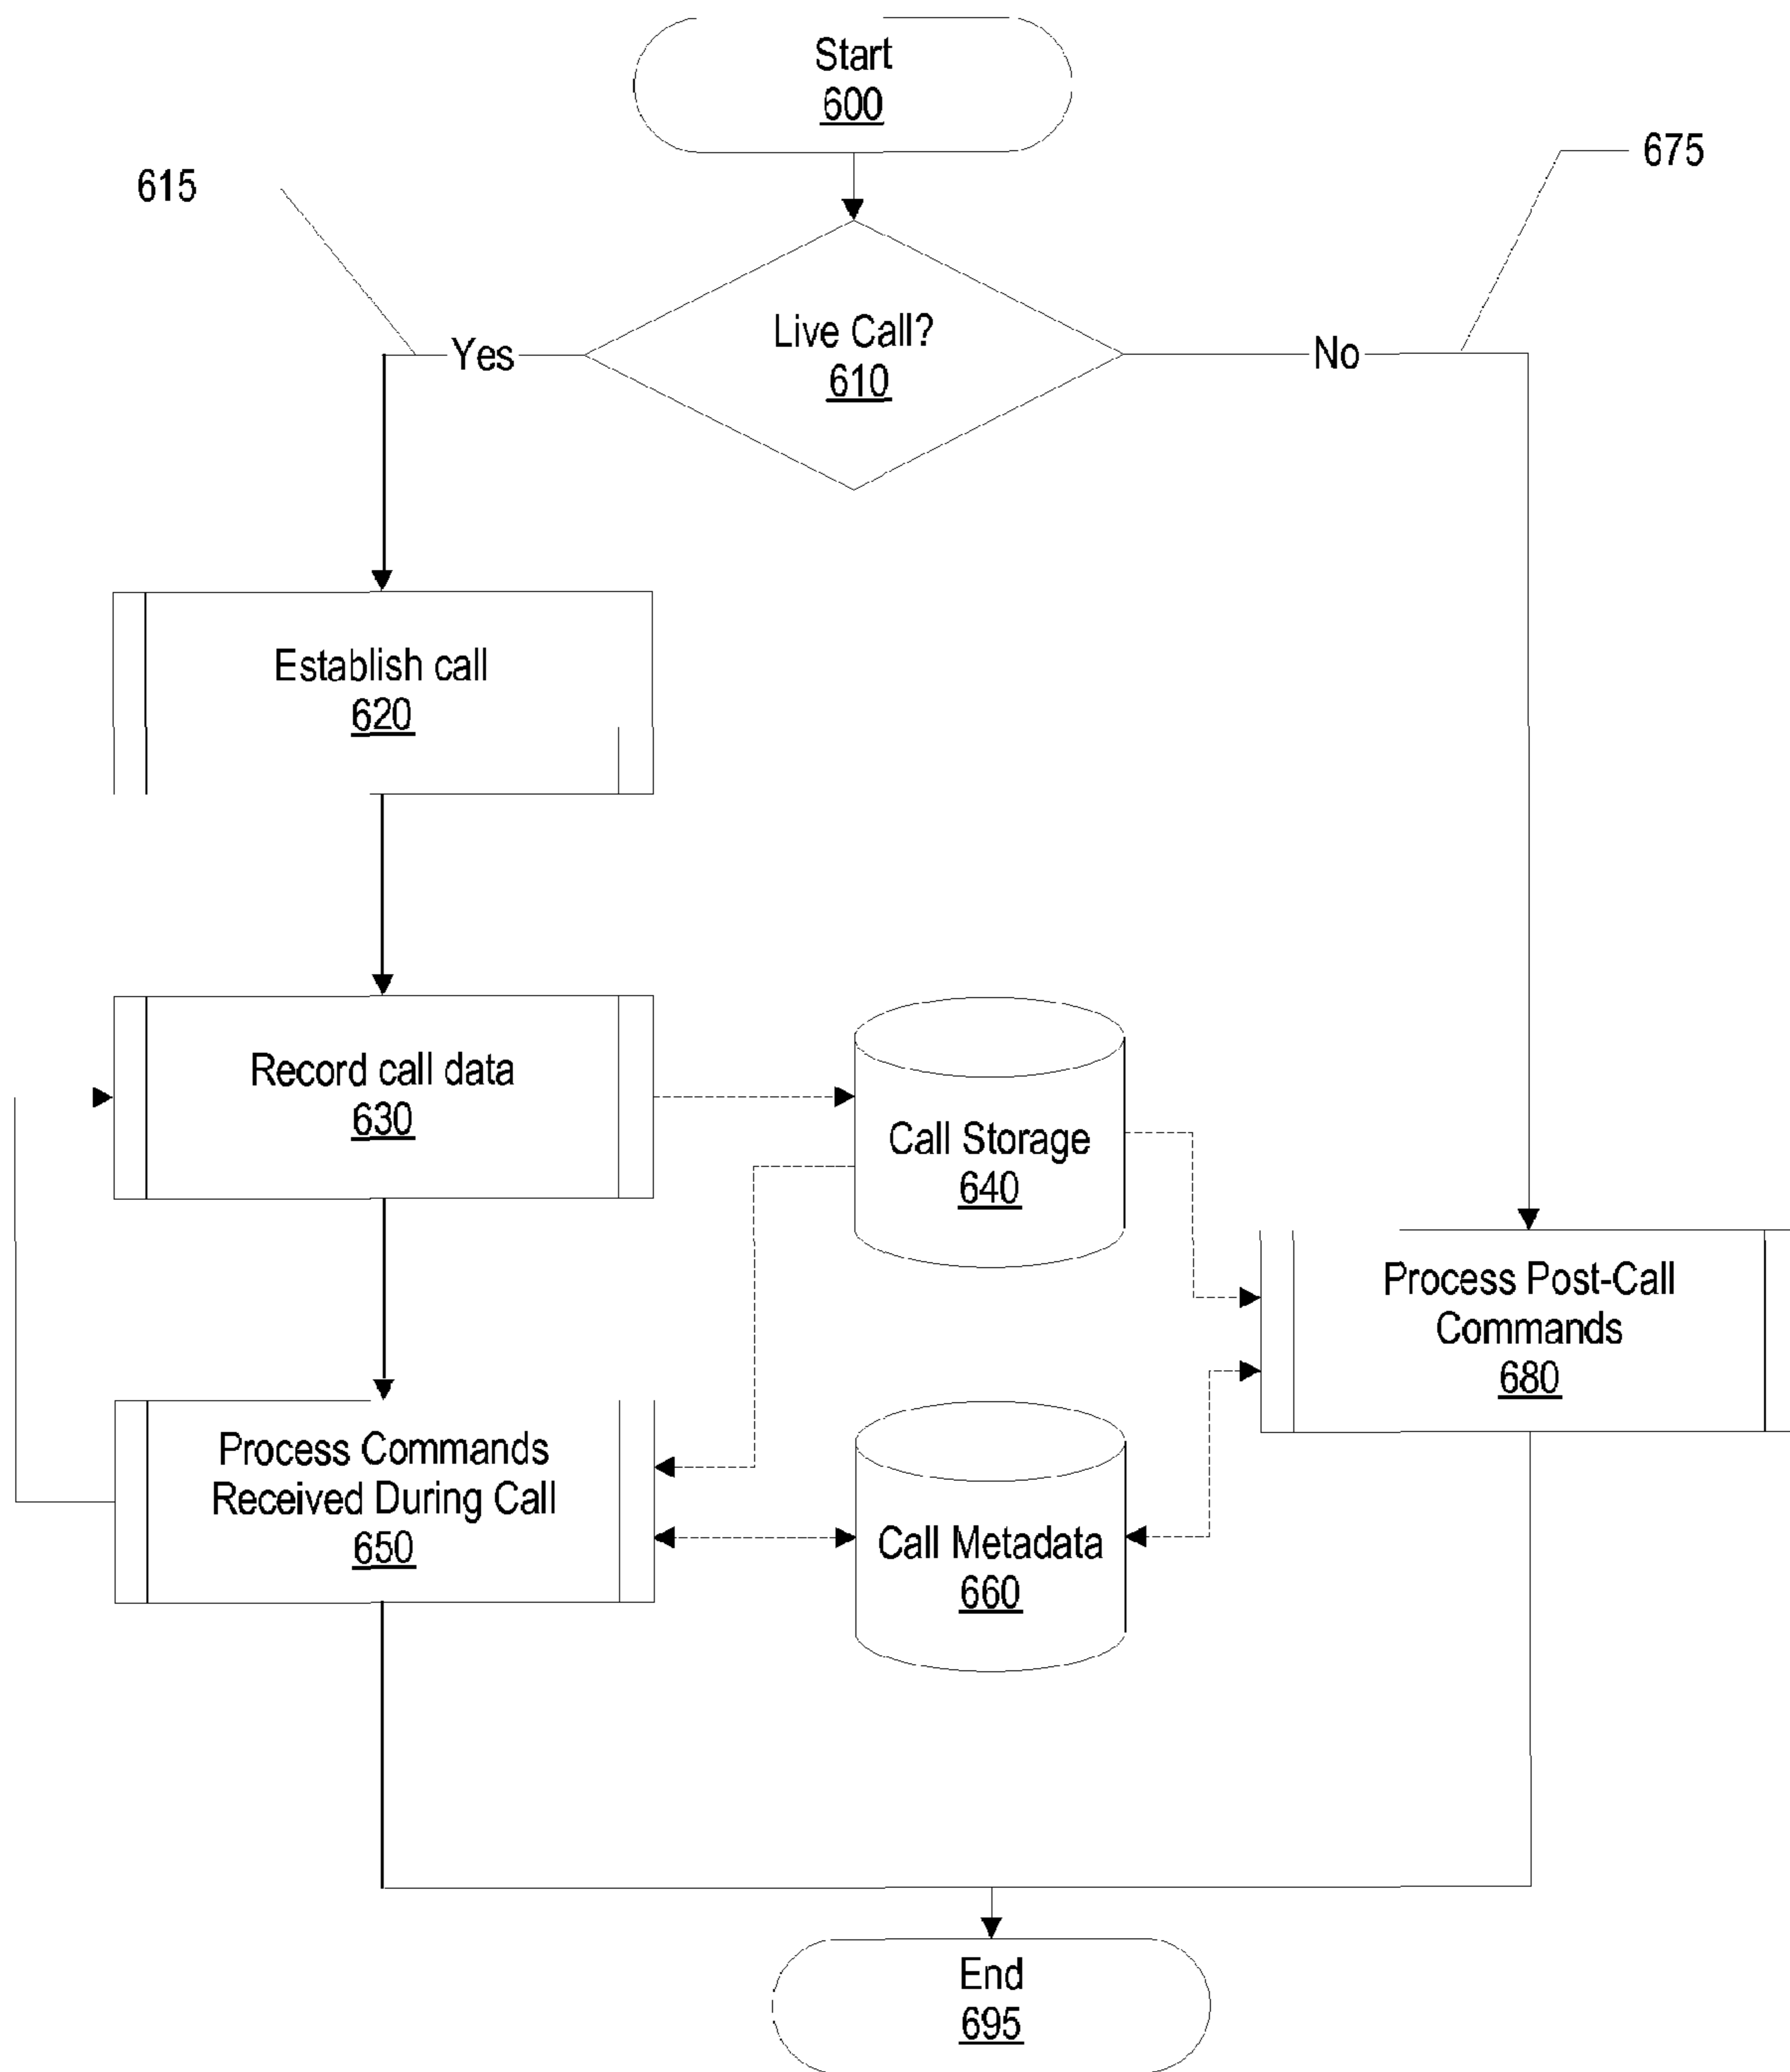 Start
600
675
615
Live Call?
610
Yes
No
Establish call
620
Record call data
630
Call Storage
640
Process Post-Call
Commands
680
Process Commands
Received During Call
650
Call Metadata
660
End
695